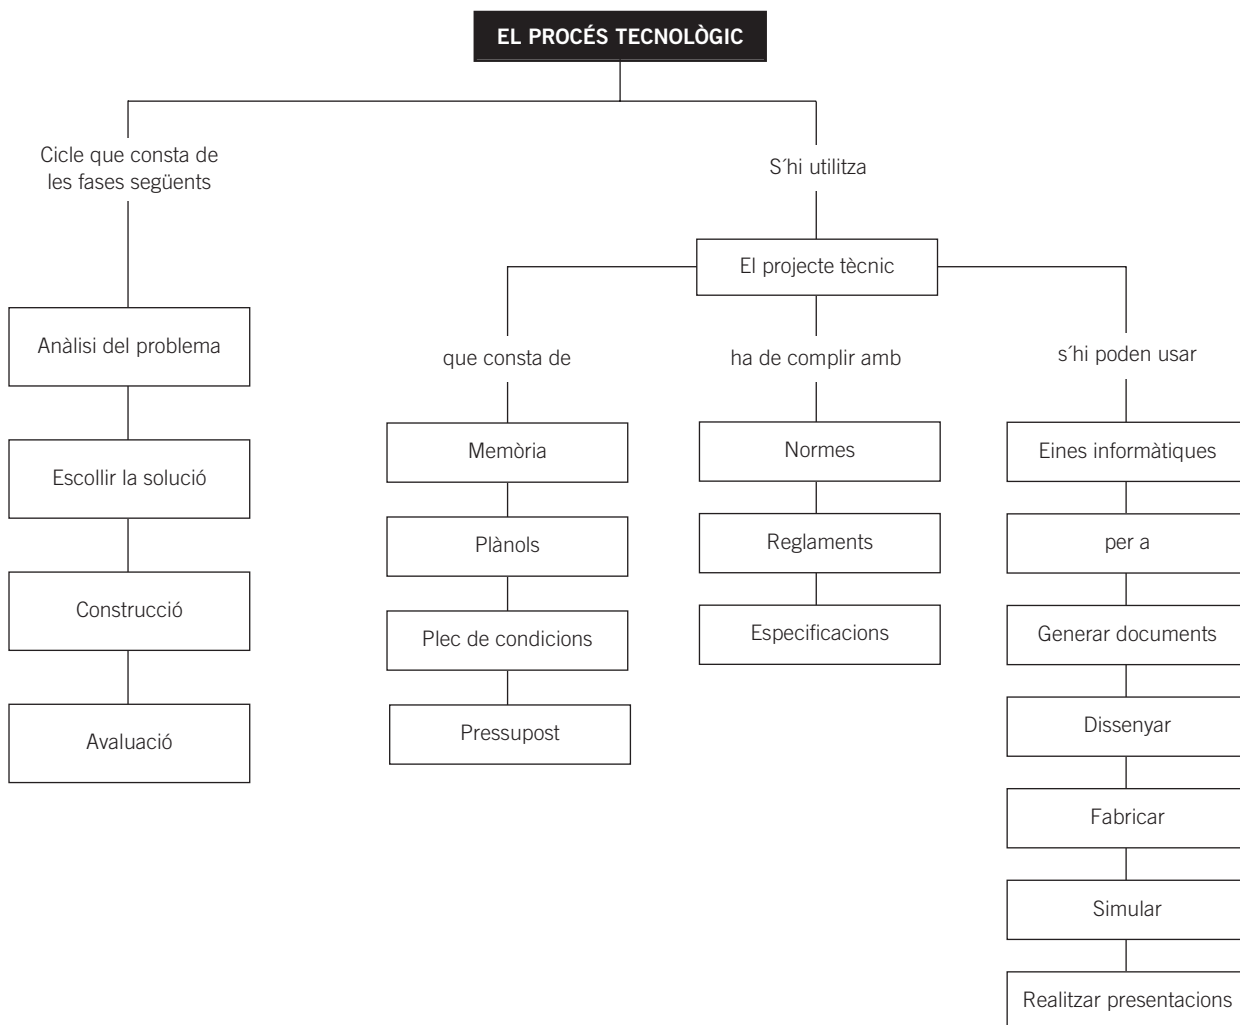 EL PROCÉS TECNOLÒGIC
Cicle que consta de
les fases següents
Anàlisi del problema
Escollir la solució
Construcció
Avaluació
S´hi utilitza
El projecte tècnic
que consta de
Memòria
Plànols
Plec de condicions
Pressupost
ha de complir amb
Normes
Reglaments
Especificacions
s´hi poden usar
Eines informàtiques
per a
Generar documents
Dissenyar
Fabricar
Simular
Realitzar presentacions